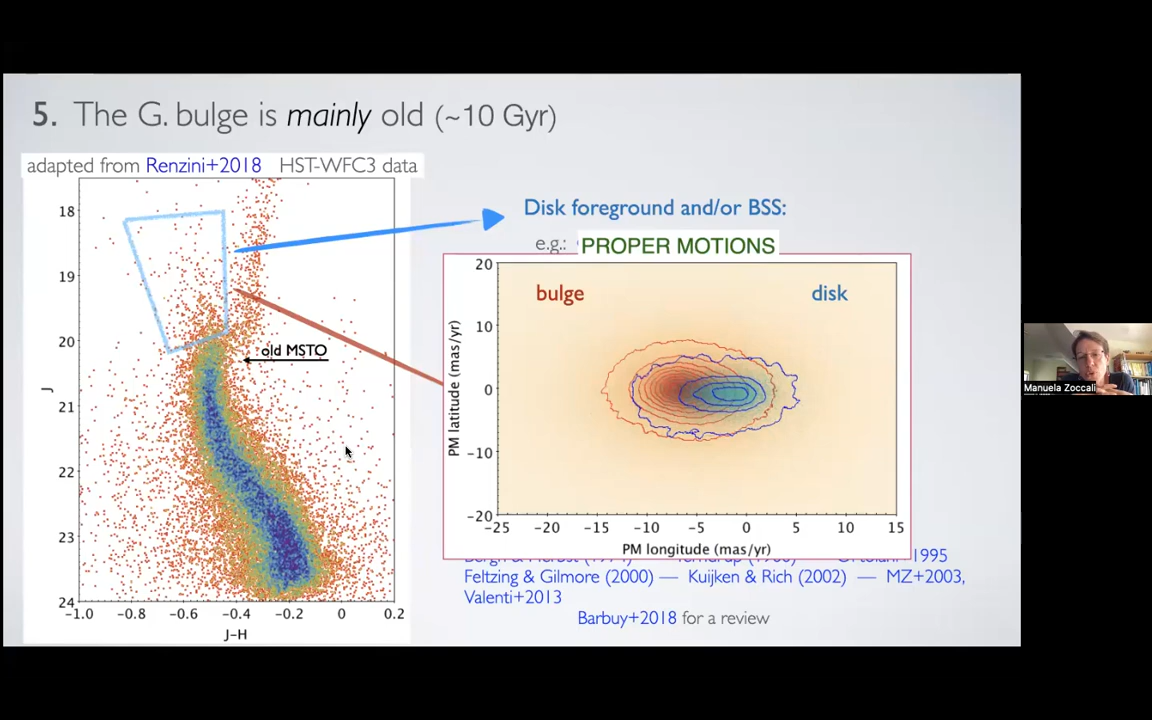 5. The G. bulge is mainly old (~10 Gyr)
adapted from Renzini+2018 HST-WFC3 data
Disk foreground and/or BSS:
e.g.: PROPER MOTIONS
J
18
19
20
21
22
23
24
old MSTO
-1.0 -0.8 -0.6 -0.4 -0.2 0 0.2
J-H
PM latitude (mas/yr)
20
10
0
-10
-20
bulge disk
-25 -20 -15 -10 -5 0 5 10 15
PM longitude (mas/yr)
1995
Feltzing & Gilmore (2000) — Kuijken & Rich (2002) — MZ+2003,
Valenti+2013
Barbuy+2018 for a review
Manuela Zoccali